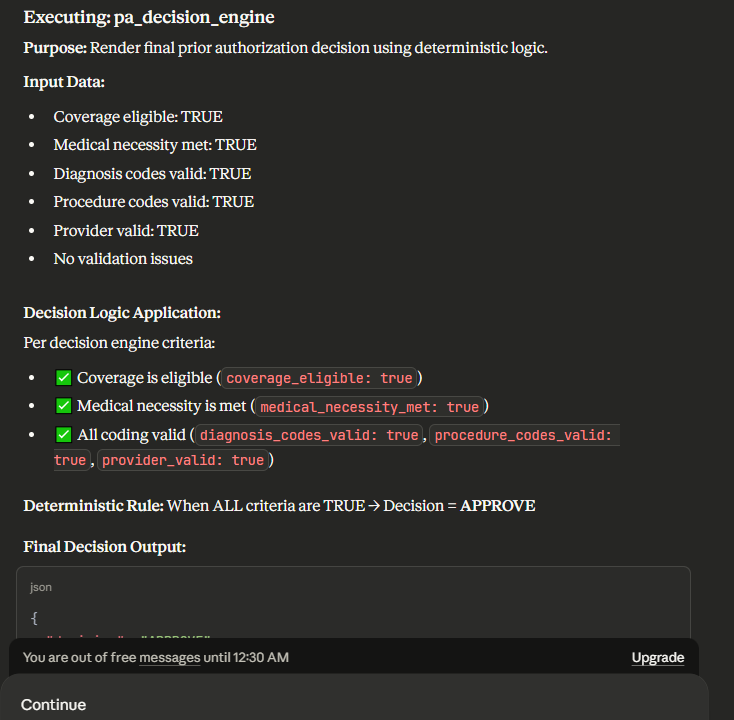 Executing: pa_decision_engine
Purpose: Render final prior authorization decision using deterministic logic.
Input Data:
• Coverage eligible: TRUE
• Medical necessity met: TRUE
• Diagnosis codes valid: TRUE
• Procedure codes valid: TRUE
• Provider valid: TRUE
• No validation issues
Decision Logic Application:
Per decision engine criteria:
• ✅ Coverage is eligible (coverage_eligible: true)
• ✅ Medical necessity is met (medical_necessity_met: true)
• ✅ All coding valid (diagnosis_codes_valid: true, procedure_codes_valid:
true, provider_valid: true)
Deterministic Rule: When ALL criteria are TRUE → Decision = APPROVE
Final Decision Output:
json
{
You are out of free messages until 12:30 AM
Upgrade
Continue